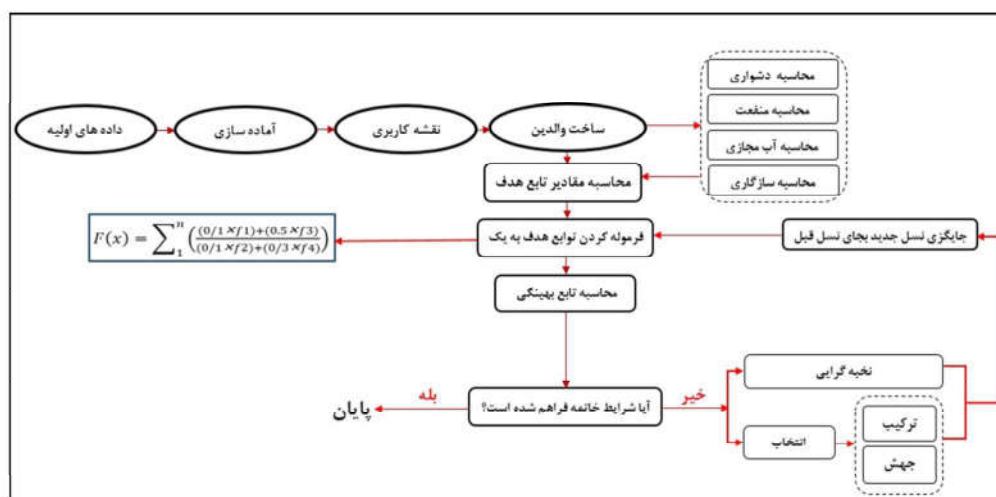 داده های اولیه
آماده سازی
نقشه کاربری
ساخت والدین
محاسبه دشواری
محاسبه منفعت
محاسبه آب مجازی
محاسبه سازگاری
محاسبه مقادیر تابع هدف
فرموله کردن توابع هدف به یک
F(x) = ∑₁ⁿ (((0/1×f1)+(0.5×f3))/((0/1×f2)+(0/3×f4)))
جایگزی نسل جدید بجای نسل قبل
محاسبه تابع بهینگی
آیا شرایط خاتمه فراهم شده است؟
بله
پایان
خیر
نخبه گرایی
انتخاب
ترکیب
جهش